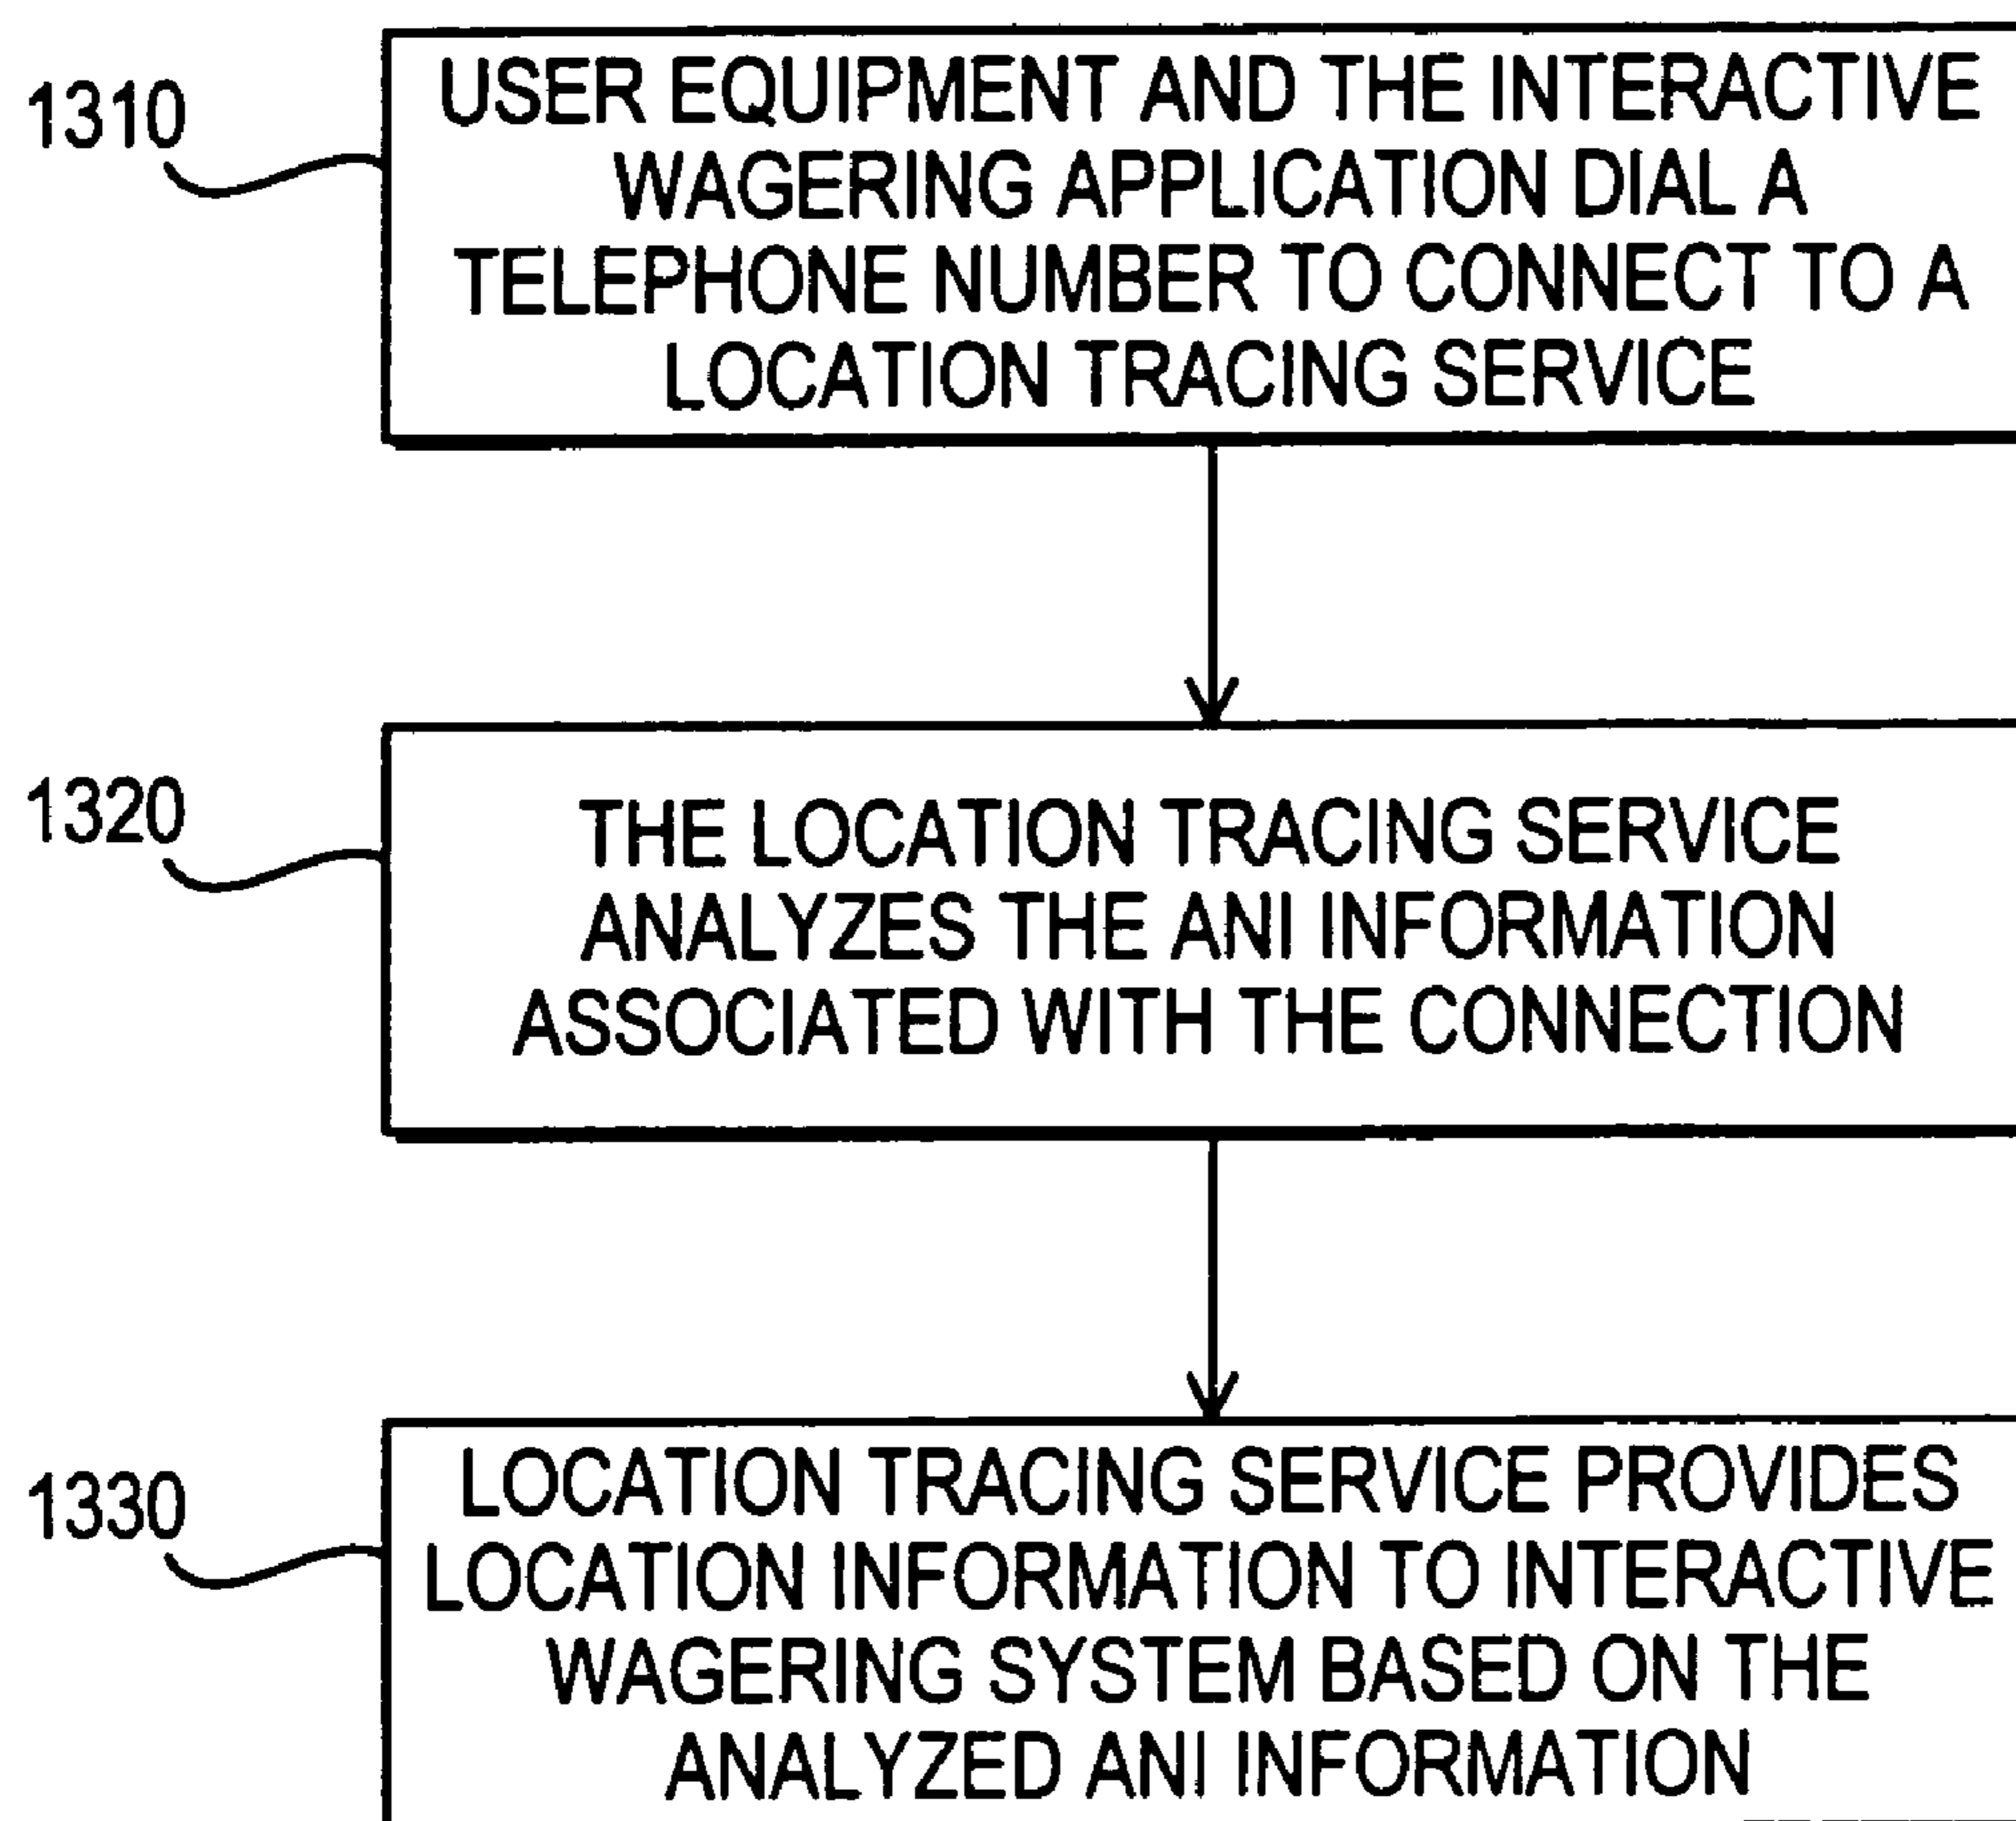 1310
USER EQUIPMENT AND THE INTERACTIVE
WAGERING APPLICATION DIAL A
TELEPHONE NUMBER TO CONNECT TO A
LOCATION TRACING SERVICE
1320
THE LOCATION TRACING SERVICE
ANALYZES THE ANI INFORMATION
ASSOCIATED WITH THE CONNECTION
1330
LOCATION TRACING SERVICE PROVIDES
LOCATION INFORMATION TO INTERACTIVE
WAGERING SYSTEM BASED ON THE
ANALYZED ANI INFORMATION